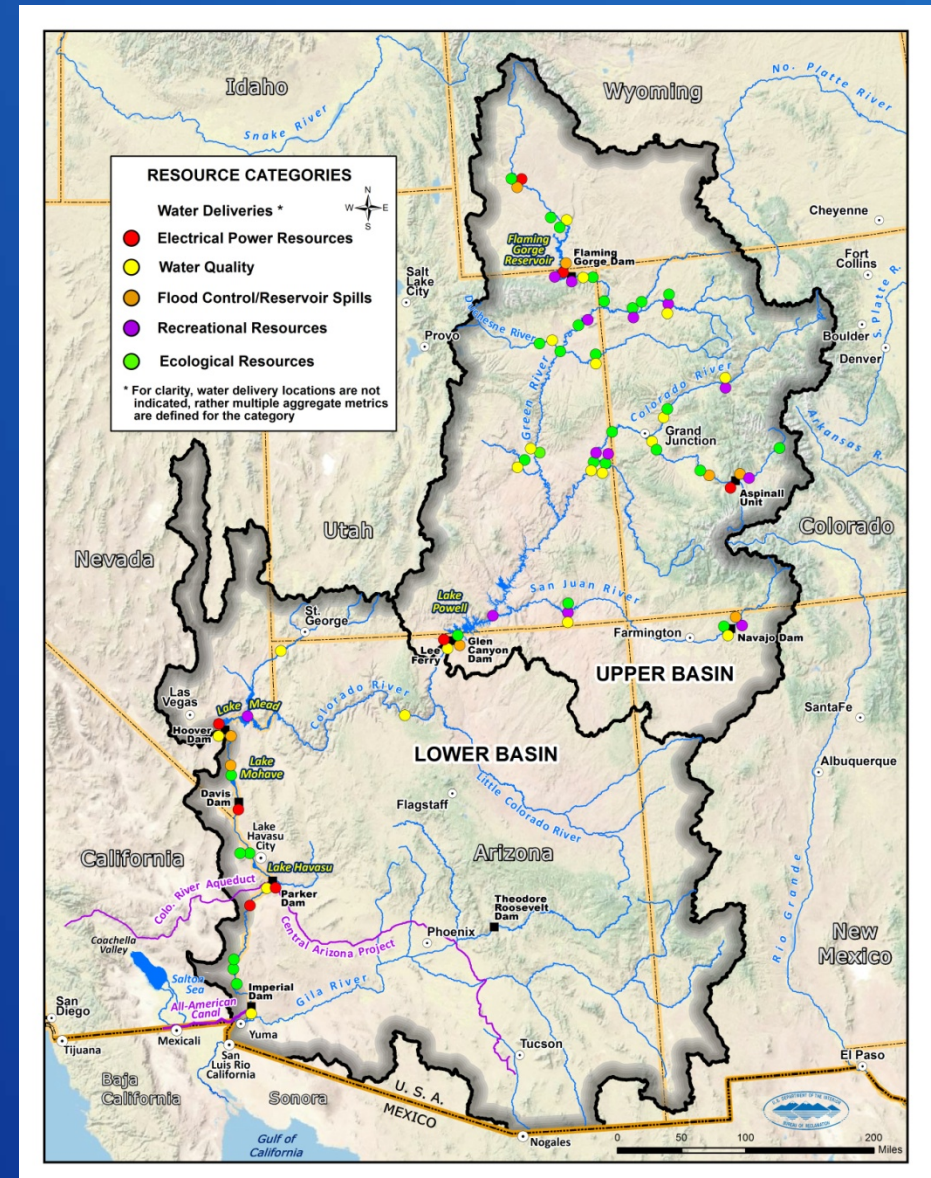 Idaho
Wyoming
No. Platte River
Snake River
RESOURCE CATEGORIES
N
W
E
S
Water Deliveries *
Electrical Power Resources
Water Quality
Flood Control/Reservoir Spills
Recreational Resources
Ecological Resources
* For clarity, water delivery locations are not
indicated, rather multiple aggregate metrics
are defined for the category
Cheyenne
Flaming
Gorge
Reservoir
Flaming
Gorge Dam
Fort
Collins
Salt
Lake
City
S. Platte R.
Duchesne River
Provo
Boulder
Denver
Green River
Colorado River
Arkansas R.
Grand
Junction
Aspinall
Unit
Utah
Colorado
Nevada
San Juan River
Lake
Powell
St.
George
Farmington
Navajo Dam
Lee
Ferry
Glen
Canyon
Dam
UPPER BASIN
Las
Vegas
Lake Mead
Colorado River
SantaFe
Hoover
Dam
LOWER BASIN
Lake
Mohave
Albuquerque
Davis
Dam
Flagstaff
Little Colorado River
Lake
Havasu
City
California
Arizona
Lake Havasu
Colo. River Aqueduct
Parker
Dam
Theodore
Roosevelt
Dam
Rio Grande
Central Arizona Project
Phoenix
New
Mexico
Coachella
Valley
Salton
Sea
Imperial
Dam
Gila River
All-American
Canal
San
Diego
Yuma
Mexicali
Tijuana
San
Luis Rio
California
Tucson
El Paso
Baja
California
Sonora
U. S. A.
MEXICO
U.S. DEPARTMENT OF THE INTERIOR
BUREAU OF RECLAMATION
Gulf of
California
Nogales
0 50 100 200
Miles